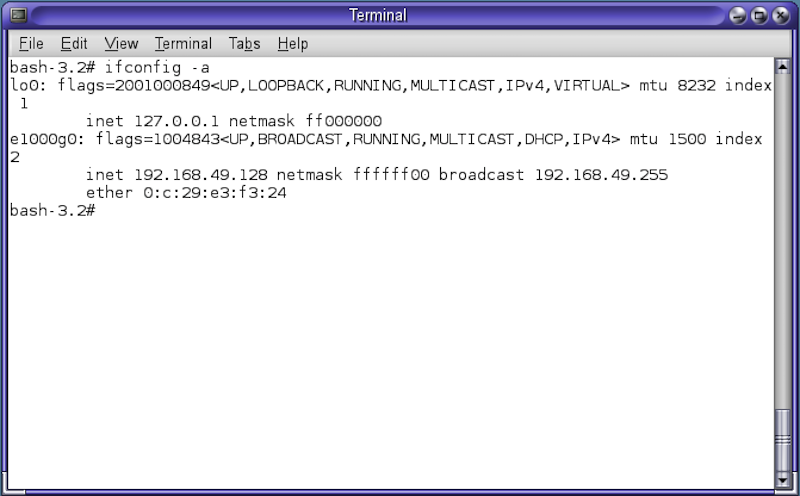 Terminal
File Edit View Terminal Tabs Help
bash-3.2# ifconfig -a
lo0: flags=2001000849<UP,LOOPBACK,RUNNING,MULTICAST,IPv4,VIRTUAL> mtu 8232 index
 1
        inet 127.0.0.1 netmask ff000000
e1000g0: flags=1004843<UP,BROADCAST,RUNNING,MULTICAST,DHCP,IPv4> mtu 1500 index
2
        inet 192.168.49.128 netmask ffffff00 broadcast 192.168.49.255
        ether 0:c:29:e3:f3:24
bash-3.2#